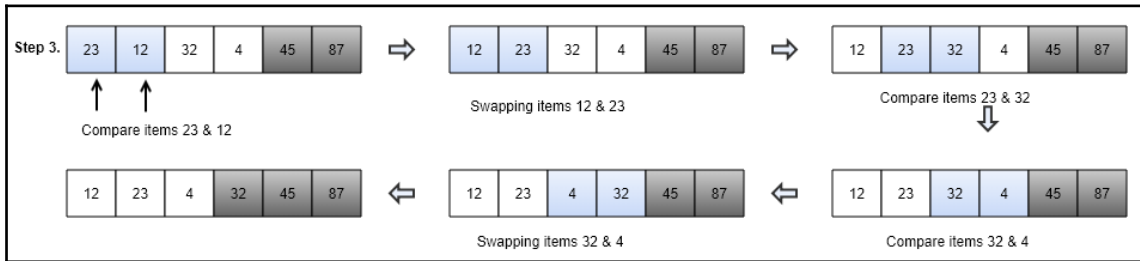 Step 3. 23 12 32 4 45 87
12 23 32 4 45 87
12 23 32 4 45 87
Compare items 23 & 12
Swapping items 12 & 23
Compare items 23 & 32
12 23 4 32 45 87
12 23 4 32 45 87
12 23 32 4 45 87
Swapping items 32 & 4
Compare items 32 & 4